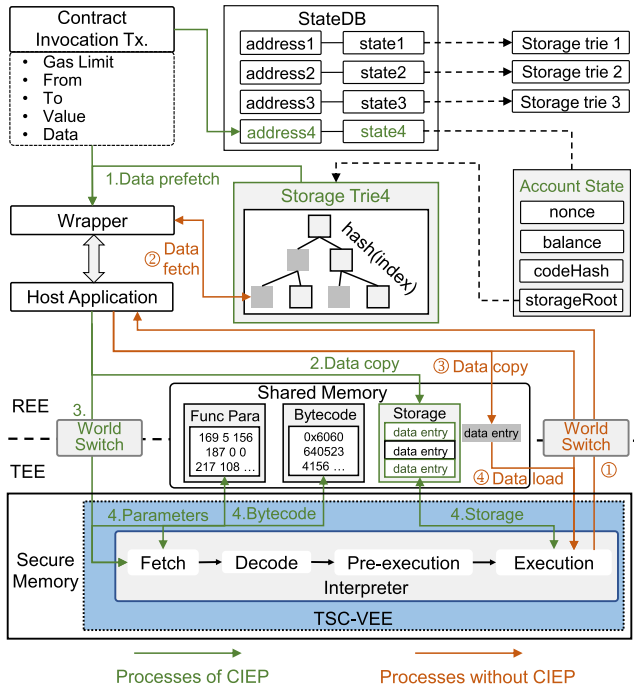 Contract
Invocation Tx.
• Gas Limit
• From
• To
• Value
• Data
StateDB
address1
state1
Storage trie 1
address2
state2
Storage trie 2
address3
state3
Storage trie 3
address4
state4
1.Data prefetch
Storage Trie4
hash(index)
Account State
nonce
balance
codeHash
storageRoot
Wrapper
② Data
fetch
Host Application
2.Data copy
③ Data copy
Shared Memory
REE
3.
World
Switch
TEE
Func Para
169 5 156
187 0 0
217 108 ...
Bytecode
0x6060
640523
4156 ...
Storage
data entry
data entry
data entry
data entry
World
Switch
①
④ Data load
4.Parameters
4.Bytecode
4.Storage
Secure
Memory
Fetch
Decode
Pre-execution
Execution
Interpreter
TSC-VEE
Processes of CIEP
Processes without CIEP